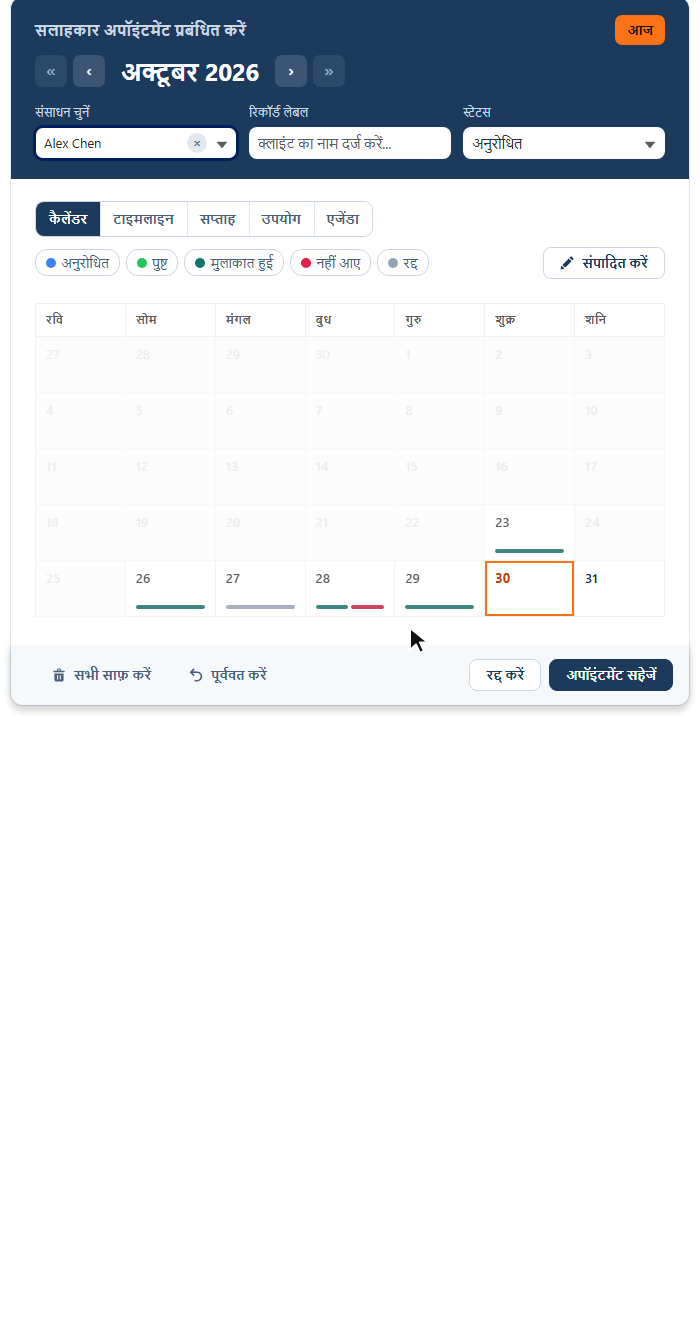 सलाहकार अपॉइंटमेंट प्रबंधित करें
आज
« ‹ अक्टूबर 2026 › »
संसाधन चुनें रिकॉर्ड लेबल स्टेटस
Alex Chen × क्लाइंट का नाम दर्ज करें... अनुरोधित
कैलेंडर टाइमलाइन सप्ताह उपयोग एजेंडा
अनुरोधित पुष्ट मुलाकात हुई नहीं आए रद्द संपादित करें
रवि सोम मंगल बुध गुरु शुक्र शनि
27 28 29 30 1 2 3
4 5 6 7 8 9 10
11 12 13 14 15 16 17
18 19 20 21 22 23 24
25 26 27 28 29 30 31
सभी साफ़ करें पूर्ववत करें रद्द करें अपॉइंटमेंट सहेजें